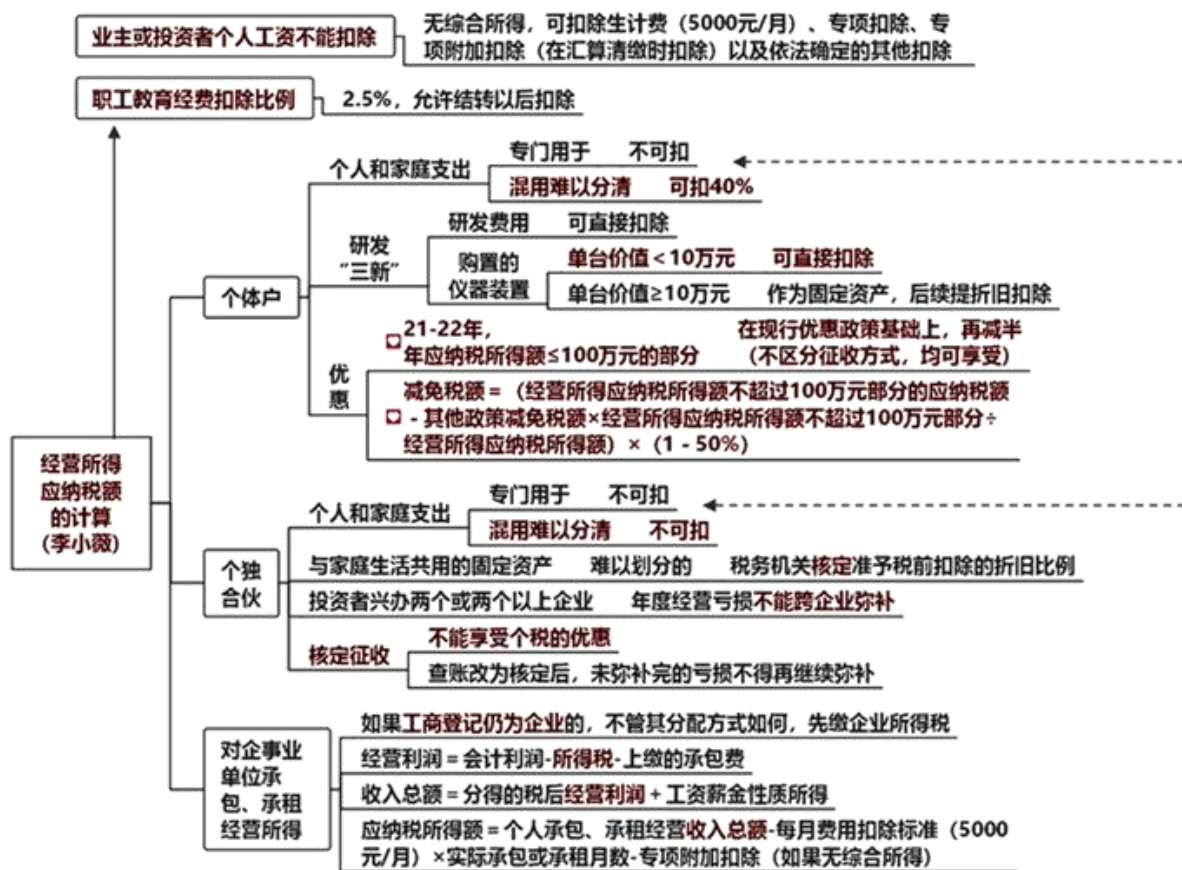 业主或投资者个人工资不能扣除
无综合所得，可扣除生计费（5000元/月）、专项扣除、专
项附加扣除（在汇算清缴时扣除）以及依法确定的其他扣除
职工教育经费扣除比例
2.5%，允许结转以后扣除
经营所得
应纳税额
的计算
（李小薇）
个体户
个人和家庭支出
专门用于 不可扣
混用难以分清 可扣40%
研发
“三新”
研发费用 可直接扣除
购置的
仪器装置
单台价值＜10万元 可直接扣除
单台价值≥10万元 作为固定资产，后续提折旧扣除
优
惠
21-22年， 在现行优惠政策基础上，再减半
年应纳税所得额≤100万元的部分 （不区分征收方式，均可享受）
减免税额＝（经营所得应纳税所得额不超过100万元部分的应纳税额
- 其他政策减免税额×经营所得应纳税所得额不超过100万元部分÷
经营所得应纳税所得额）×（1 - 50%）
个独
合伙
个人和家庭支出
专门用于 不可扣
混用难以分清 不可扣
与家庭生活共用的固定资产 难以划分的 税务机关核定准予税前扣除的折旧比例
投资者兴办两个或两个以上企业 年度经营亏损不能跨企业弥补
核定征收
不能享受个税的优惠
查账改为核定后，未弥补完的亏损不得再继续弥补
对企事业
单位承
包、承租
经营所得
如果工商登记仍为企业的，不管其分配方式如何，先缴企业所得税
经营利润＝会计利润-所得税-上缴的承包费
收入总额＝分得的税后经营利润＋工资薪金性质所得
应纳税所得额＝个人承包、承租经营收入总额-每月费用扣除标准（5000
元/月）×实际承包或承租月数-专项附加扣除（如果无综合所得）